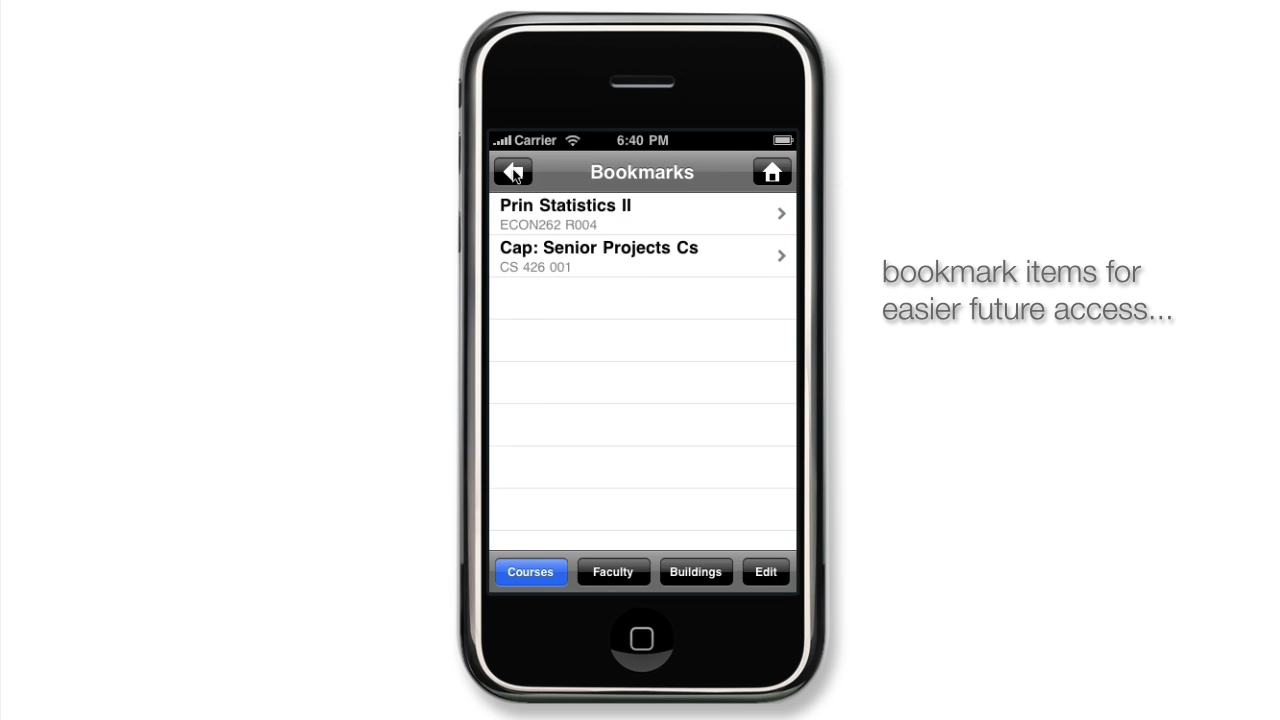 Carrier 6:40 PM
Bookmarks
Prin Statistics II
ECON262 R004
Cap: Senior Projects Cs
CS 426 001
bookmark items for
easier future access...
Courses Faculty Buildings Edit